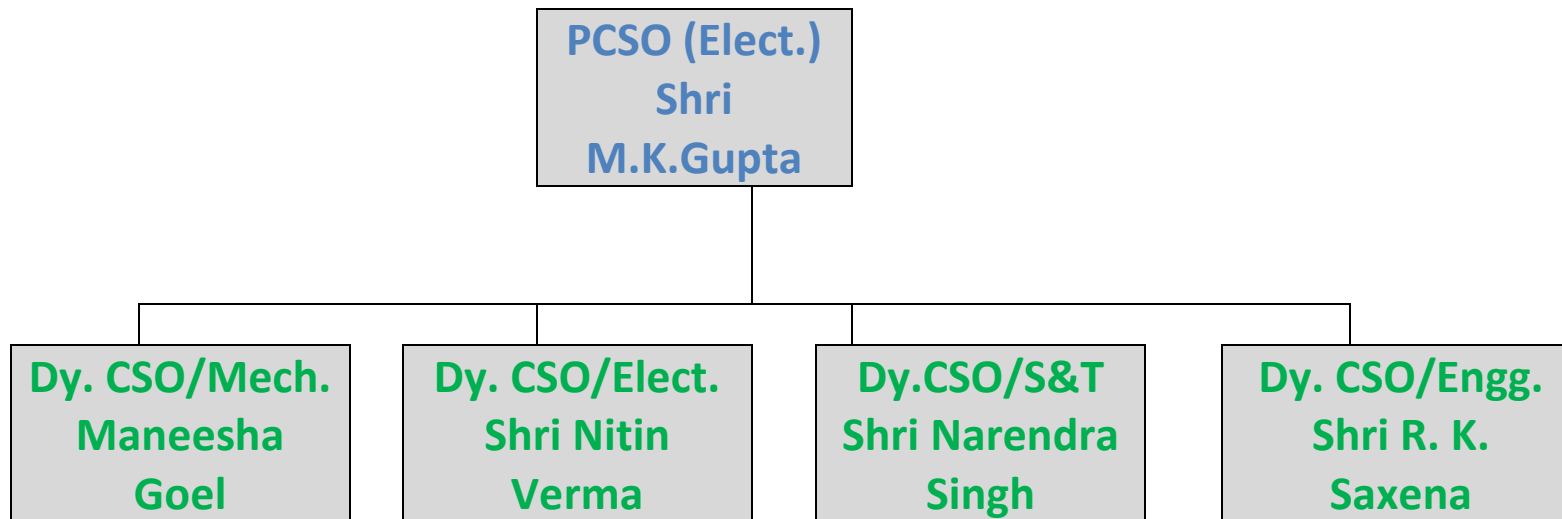 PCSO (Elect.)
Shri
M.K.Gupta
Dy. CSO/Mech.
Maneesha
Goel
Dy. CSO/Elect.
Shri Nitin
Verma
Dy.CSO/S&T
Shri Narendra
Singh
Dy. CSO/Engg.
Shri R. K.
Saxena